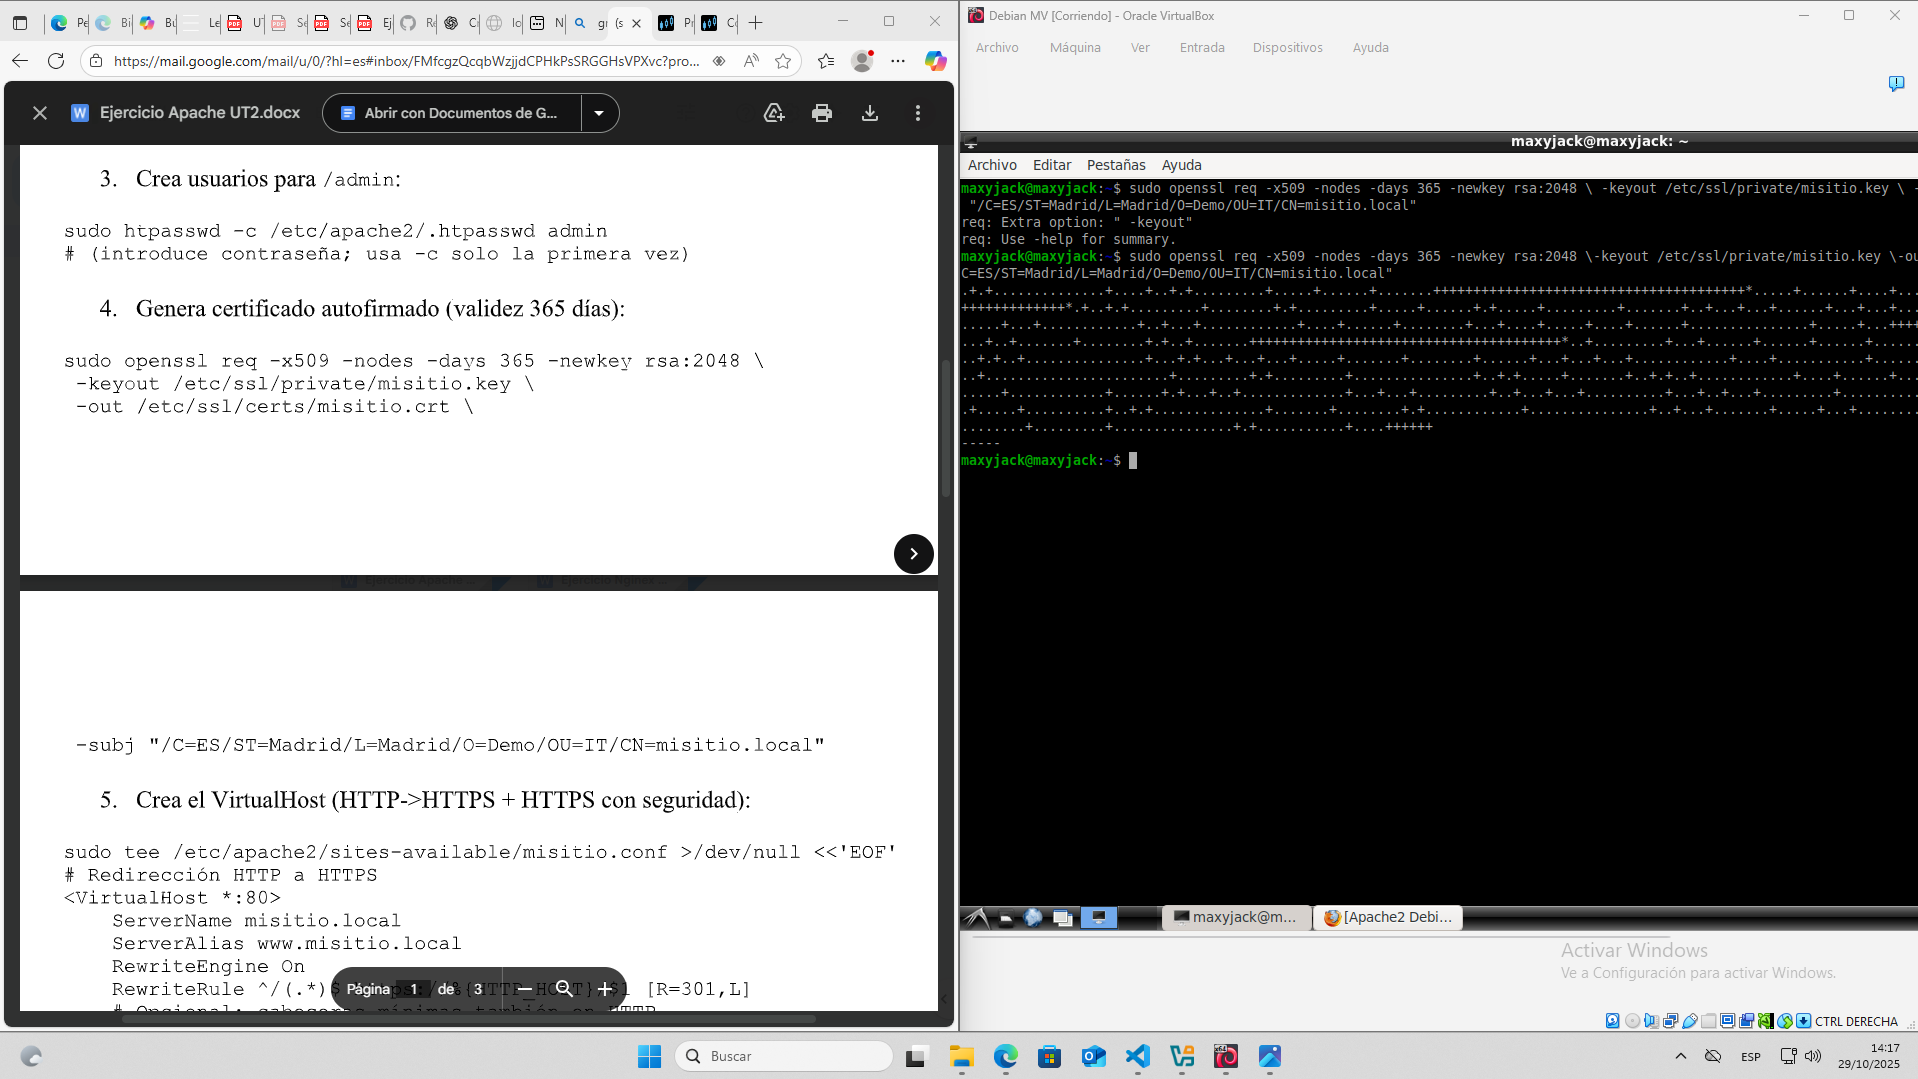 https://mail.google.com/mail/u/0/?hl=es#inbox/FMfcgzQcqbWzjjdCPHkPsSRGGHsVPXvc?pro...
Ejercicio Apache UT2.docx
Abrir con Documentos de G...
3. Crea usuarios para /admin:
sudo htpasswd -c /etc/apache2/.htpasswd admin
# (introduce contraseña; usa -c solo la primera vez)
4. Genera certificado autofirmado (validez 365 días):
sudo openssl req -x509 -nodes -days 365 -newkey rsa:2048 \
-keyout /etc/ssl/private/misitio.key \
-out /etc/ssl/certs/misitio.crt \
-subj "/C=ES/ST=Madrid/L=Madrid/O=Demo/OU=IT/CN=misitio.local"
5. Crea el VirtualHost (HTTP->HTTPS + HTTPS con seguridad):
sudo tee /etc/apache2/sites-available/misitio.conf >/dev/null <<'EOF'
# Redirección HTTP a HTTPS
<VirtualHost *:80>
ServerName misitio.local
ServerAlias www.misitio.local
RewriteEngine On
RewriteRule ^/(.*)$ [R=301,L]
Página 1 de 3
Debian MV [Corriendo] - Oracle VirtualBox
Archivo Máquina Ver Entrada Dispositivos Ayuda
maxyjack@maxyjack: ~
Archivo Editar Pestañas Ayuda
maxyjack@maxyjack:~$ sudo openssl req -x509 -nodes -days 365 -newkey rsa:2048 \ -keyout /etc/ssl/private/misitio.key \ -
"/C=ES/ST=Madrid/L=Madrid/O=Demo/OU=IT/CN=misitio.local"
req: Extra option: " -keyout"
req: Use -help for summary.
maxyjack@maxyjack:~$ sudo openssl req -x509 -nodes -days 365 -newkey rsa:2048 \-keyout /etc/ssl/private/misitio.key \-ou
C=ES/ST=Madrid/L=Madrid/O=Demo/OU=IT/CN=misitio.local"
-----
maxyjack@maxyjack:~$
maxyjack@m...
[Apache2 Debi...
Activar Windows
Ve a Configuración para activar Windows.
CTRL DERECHA
Buscar
ESP
14:17
29/10/2025